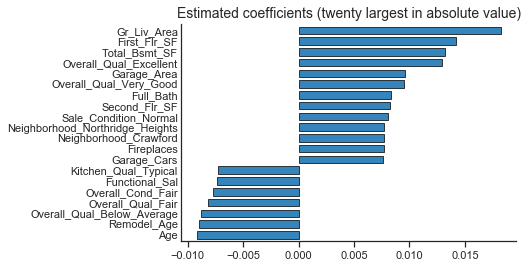 Estimated coefficients (twenty largest in absolute value)
Gr_Liv_Area
First_Flr_SF
Total_Bsmt_SF
Overall_Qual_Excellent
Garage_Area
Overall_Qual_Very_Good
Full_Bath
Second_Flr_SF
Sale_Condition_Normal
Neighborhood_Northridge_Heights
Neighborhood_Crawford
Fireplaces
Garage_Cars
Kitchen_Qual_Typical
Functional_Sal
Overall_Cond_Fair
Overall_Qual_Fair
Overall_Qual_Below_Average
Remodel_Age
Age
−0.010 −0.005 0.000 0.005 0.010 0.015